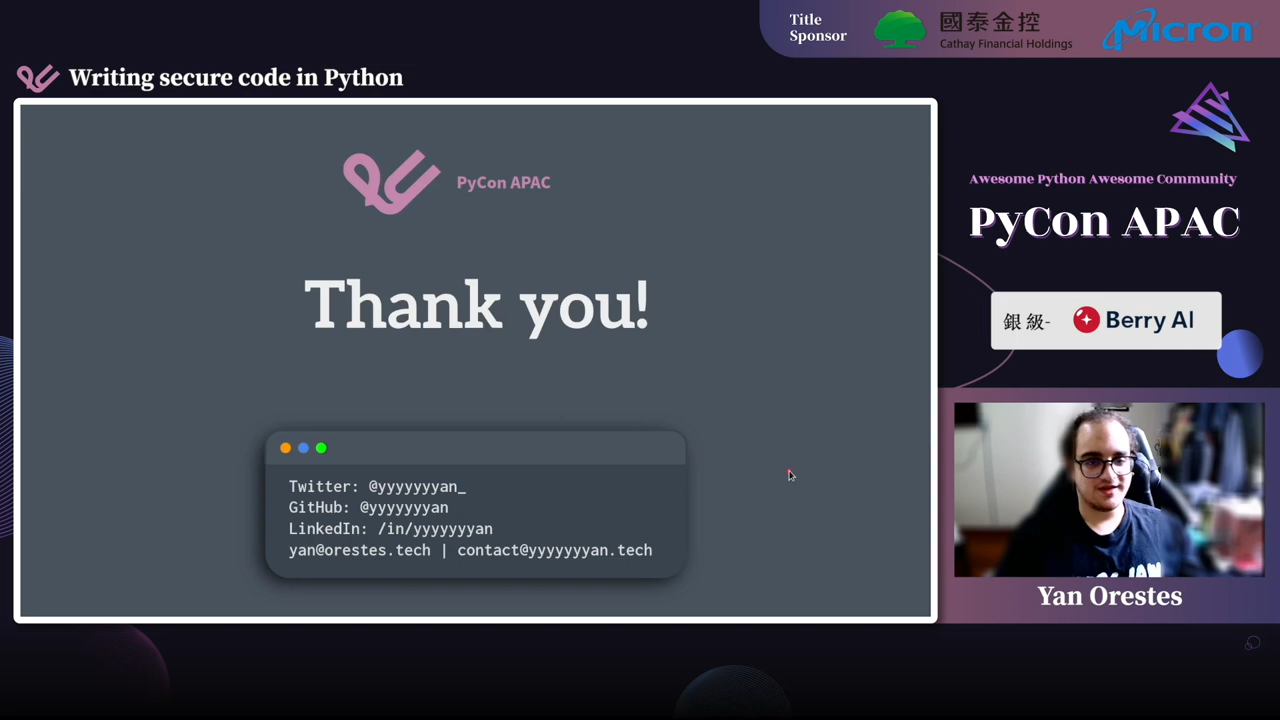 Title
Sponsor
國泰金控
Cathay Financial Holdings
Micron
Writing secure code in Python
PyCon APAC
Thank you!
Twitter: @yyyyyyyan_
GitHub: @yyyyyyyan
LinkedIn: /in/yyyyyyyan
yan@orestes.tech | contact@yyyyyyyan.tech
Awesome Python Awesome Community
PyCon APAC
銀級-
Berry AI
Yan Orestes